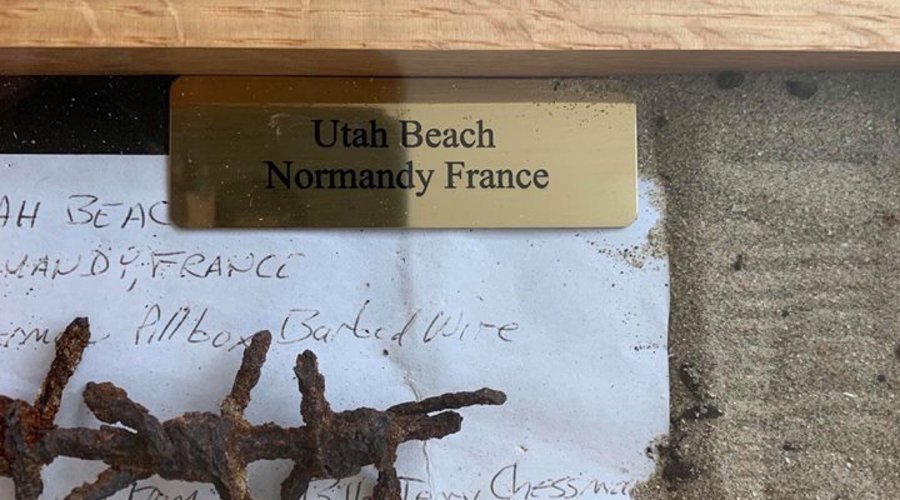 Utah Beach
Normandy France
AH BEAC
MANDY, FRANCE
Pillbox Barbed Wire
Terry Chessma